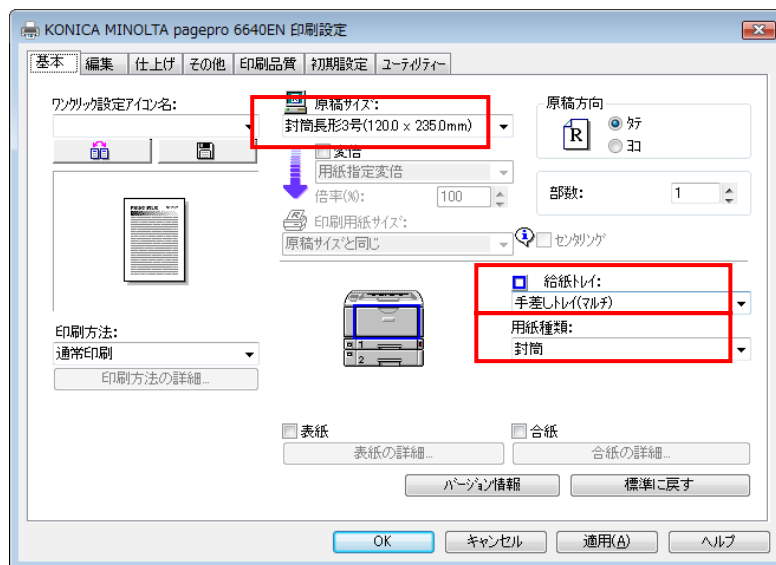 KONICA MINOLTA pagepro 6640EN 印刷設定
基本 編集 仕上げ その他 印刷品質 初期設定 ユーティリティー
ワンクリック設定アイコン名:
原稿サイズ:
封筒長形3号(120.0 x 235.0mm)
変倍
用紙指定変倍
倍率(%): 100
印刷用紙サイズ:
原稿サイズと同じ
原稿方向
R
タテ
ヨコ
部数: 1
センタリング
給紙トレイ:
手差しトレイ(マルチ)
用紙種類:
封筒
1
2
印刷方法:
通常印刷
印刷方法の詳細...
表紙
表紙の詳細...
合紙
合紙の詳細...
バージョン情報
標準に戻す
OK キャンセル 適用(A) ヘルプ